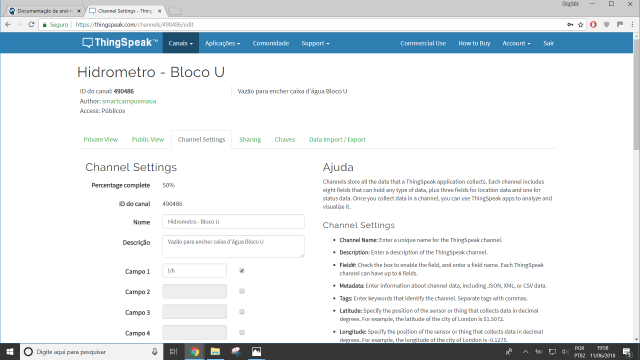 Documentação de end-
Channel Settings - Thing
Seguro
https://thingspeak.com/channels/490486/edit
ThingSpeak™
Canais
Aplicações
Comunidade
Support
Commercial Use
How to Buy
Account
Sair
Hidrometro - Bloco U
ID do canal: 490486
Author: smartcampusmaua
Access: Públicos
Vazão para encher caixa d'água Bloco U
Private View
Public View
Channel Settings
Sharing
Chaves
Data Import / Export
Channel Settings
Percentage complete 50%
ID do canal 490486
Nome Hidrometro - Bloco U
Descrição Vazão para encher caixa d'água Bloco U
Campo 1 l/h
Campo 2
Campo 3
Campo 4
Ajuda
Channels store all the data that a ThingSpeak application collects. Each channel includes
eight fields that can hold any type of data, plus three fields for location data and one for
status data. Once you collect data in a channel, you can use ThingSpeak apps to analyze and
visualize it.
Channel Settings
Channel Name: Enter a unique name for the ThingSpeak channel.
Description: Enter a description of the ThingSpeak channel.
Field#: Check the box to enable the field, and enter a field name. Each ThingSpeak
channel can have up to 8 fields.
Metadata: Enter information about channel data, including JSON, XML, or CSV data.
Tags: Enter keywords that identify the channel. Separate tags with commas.
Latitude: Specify the position of the sensor or thing that collects data in decimal
degrees. For example, the latitude of the city of London is 51.5072.
Longitude: Specify the position of the sensor or thing that collects data in decimal
degrees. For example, the longitude of the city of London is -0.1275.
Digite aqui para pesquisar
POR
PTB2
19:58
11/06/2018